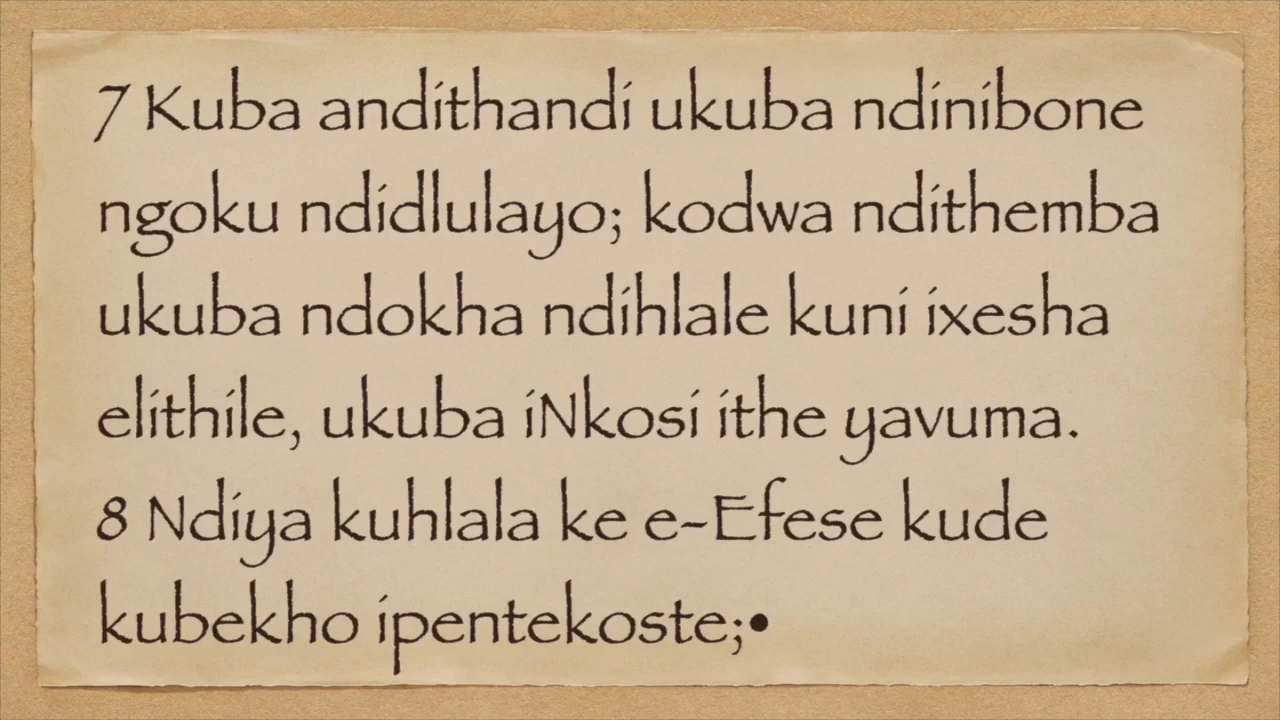 7 Kuba andithandi ukuba ndinibone
ngoku ndidlulayo; kodwa ndithemba
ukuba ndokha ndihlale kuni ixesha
elithile, ukuba iNkosi ithe yavuma.
8 Ndiya kuhlala ke e-Efese kude
kubekho ipentekoste;•